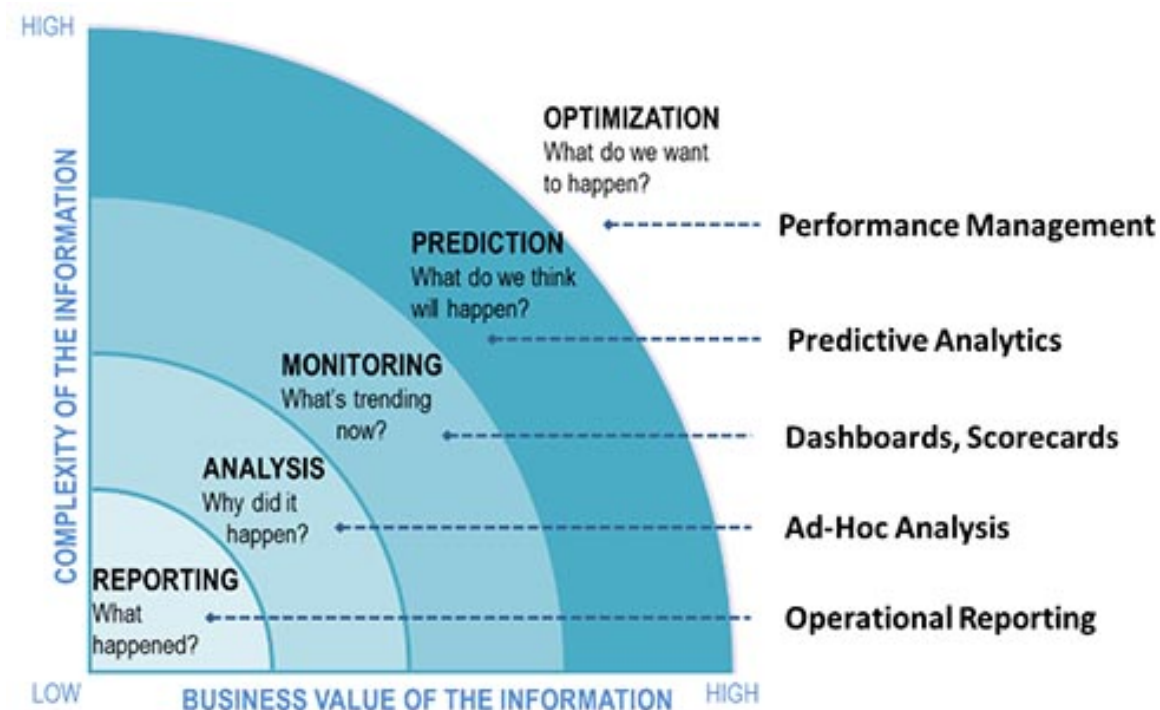 HIGH
OPTIMIZATION
What do we want
to happen?
Performance Management
PREDICTION
What do we think
will happen?
Predictive Analytics
MONITORING
What's trending
now?
Dashboards, Scorecards
ANALYSIS
Why did it
happen?
Ad-Hoc Analysis
REPORTING
What
happened?
Operational Reporting
COMPLEXITY OF THE INFORMATION
LOW
BUSINESS VALUE OF THE INFORMATION
HIGH